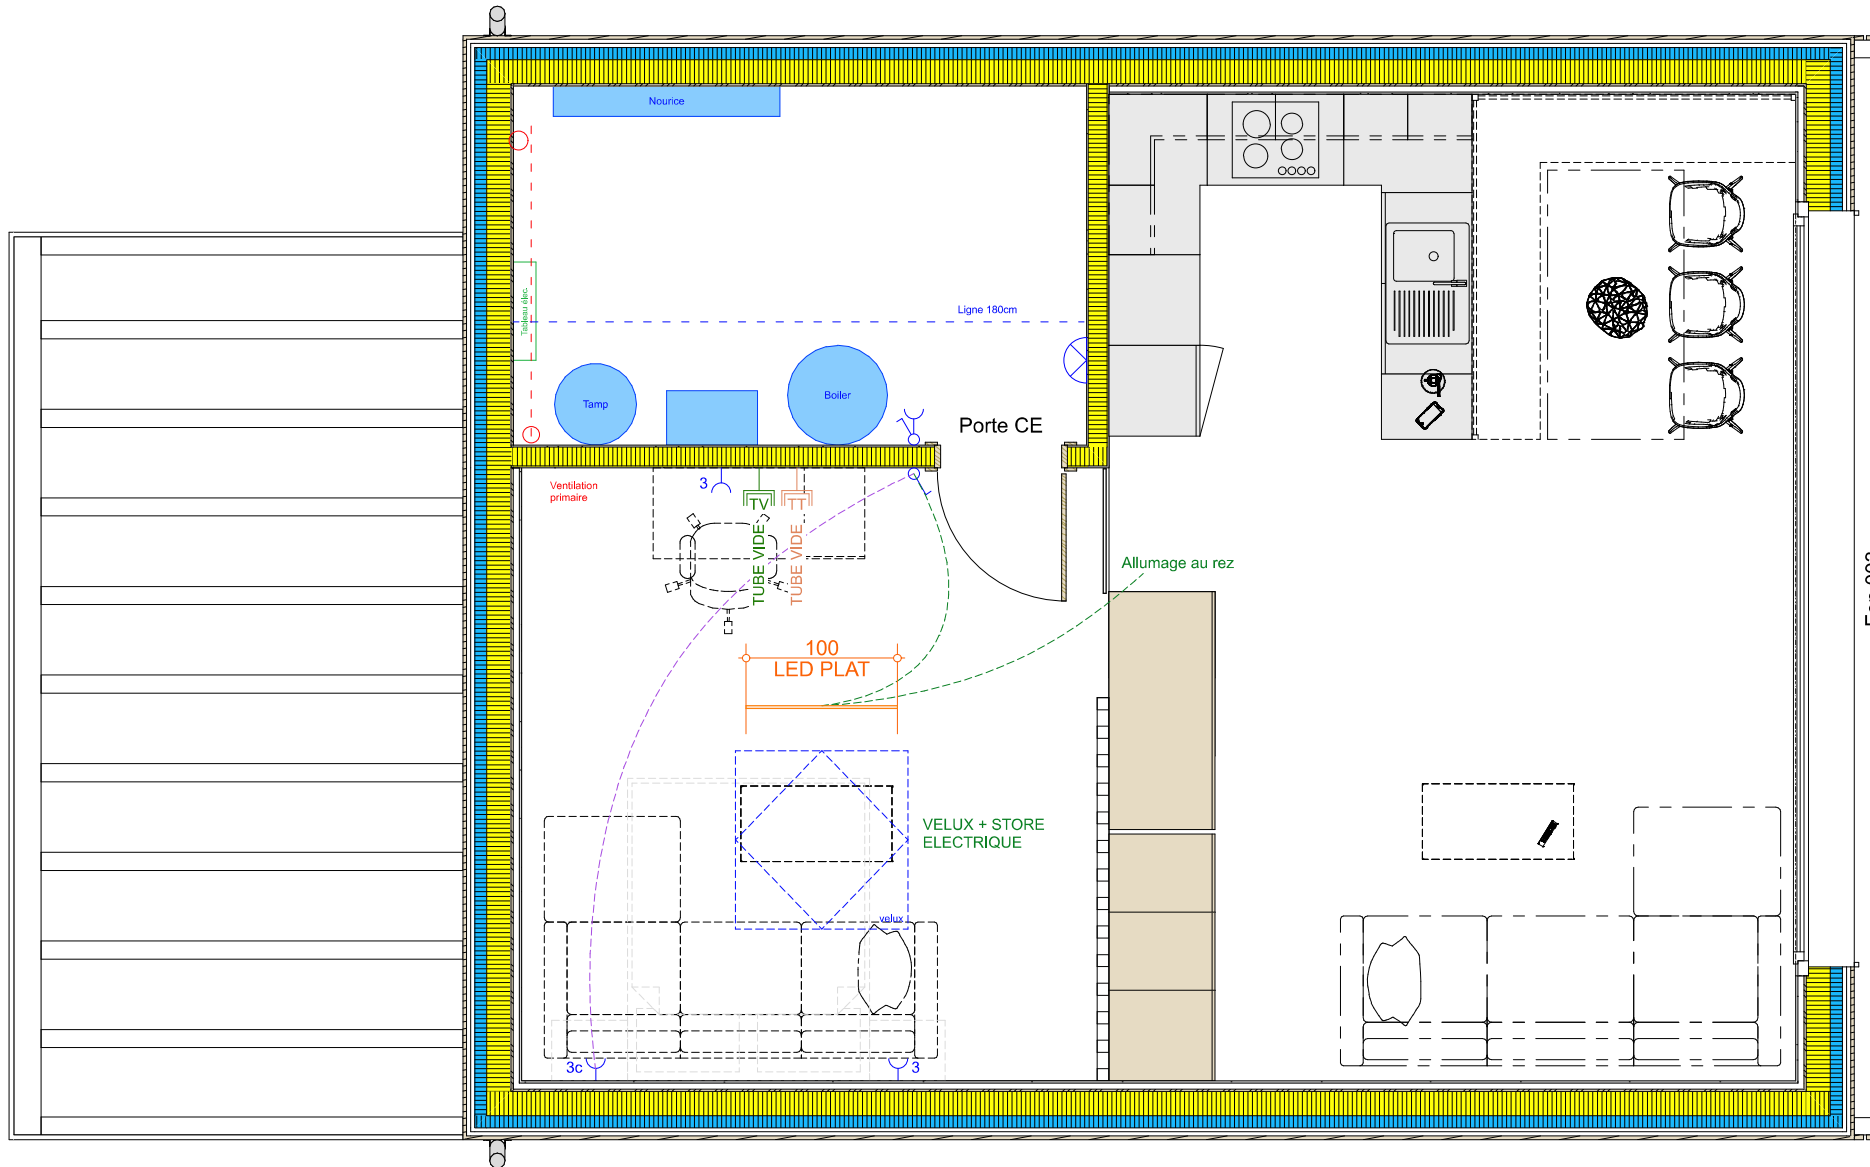 Nourice
Tableau élec.
Ligne 180cm
Tamp
Boiler
Porte CE
Ventilation
primaire
3
TV
TT
TUBE VIDE
TUBE VIDE
Allumage au rez
100
LED PLAT
VELUX + STORE
ELECTRIQUE
velux
3c
3